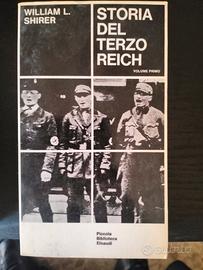 WILLIAM L.
SHIRER
STORIA
DEL
TERZO
REICH
VOLUME PRIMO
Piccola
Biblioteca
Einaudi